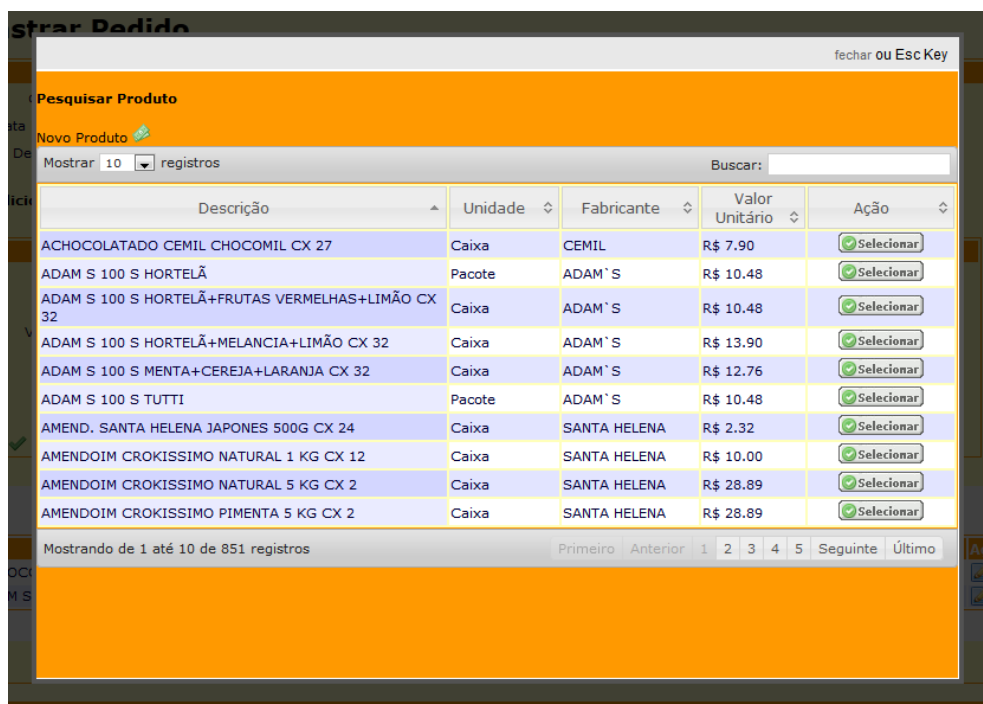 strar Pedido
fechar ou Esc Key
Pesquisar Produto
ata
Novo Produto
De
Mostrar 10 registros Buscar:
Descrição Unidade Fabricante Valor Unitário Ação
ACHOCOLATADO CEMIL CHOCOMIL CX 27 Caixa CEMIL R$ 7.90 Selecionar
ADAM S 100 S HORTELÃ Pacote ADAM`S R$ 10.48 Selecionar
ADAM S 100 S HORTELÃ+FRUTAS VERMELHAS+LIMÃO CX 32 Caixa ADAM`S R$ 10.48 Selecionar
ADAM S 100 S HORTELÃ+MELANCIA+LIMÃO CX 32 Caixa ADAM`S R$ 13.90 Selecionar
ADAM S 100 S MENTA+CEREJA+LARANJA CX 32 Caixa ADAM`S R$ 12.76 Selecionar
ADAM S 100 S TUTTI Pacote ADAM`S R$ 10.48 Selecionar
AMEND. SANTA HELENA JAPONES 500G CX 24 Caixa SANTA HELENA R$ 2.32 Selecionar
AMENDOIM CROKISSIMO NATURAL 1 KG CX 12 Caixa SANTA HELENA R$ 10.00 Selecionar
AMENDOIM CROKISSIMO NATURAL 5 KG CX 2 Caixa SANTA HELENA R$ 28.89 Selecionar
AMENDOIM CROKISSIMO PIMENTA 5 KG CX 2 Caixa SANTA HELENA R$ 28.89 Selecionar
Mostrando de 1 até 10 de 851 registros Primeiro Anterior 1 2 3 4 5 Seguinte Último